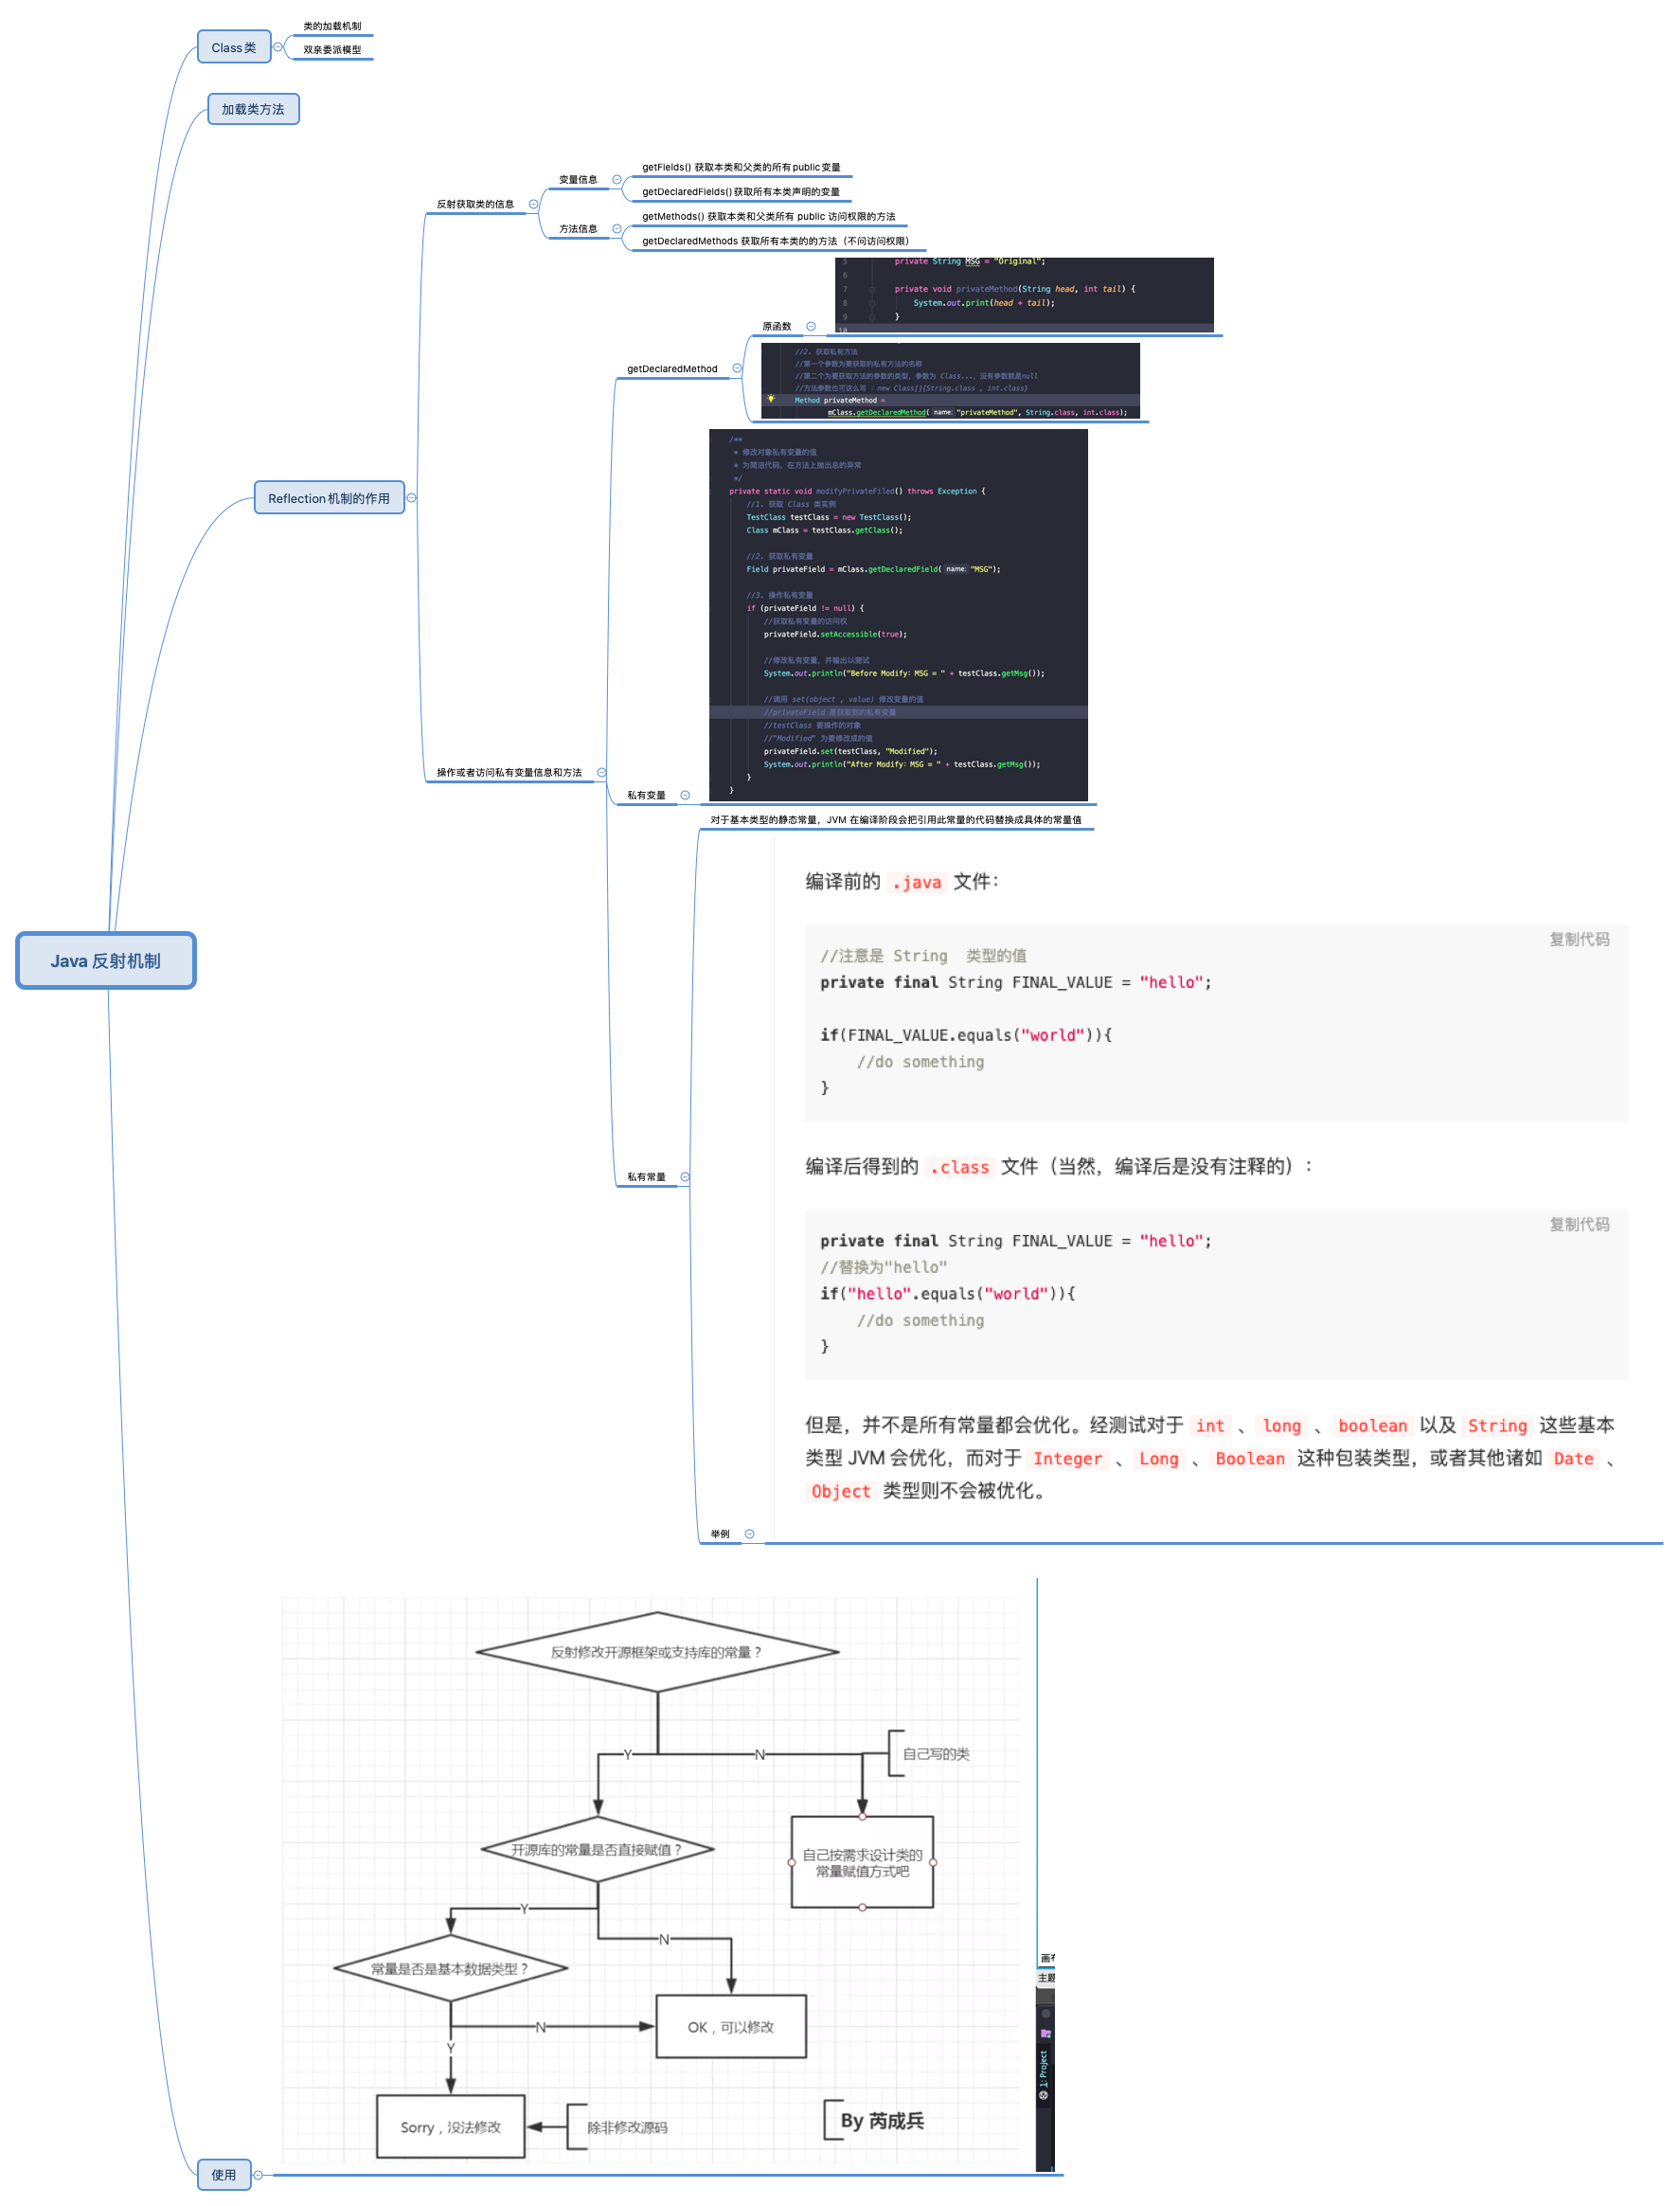 Class类
类的加载机制
双亲委派模型
加载类方法
Reflection机制的作用
反射获取类的信息
变量信息
getFields() 获取本类和父类的所有public变量
getDeclaredFields()获取所有本类声明的变量
方法信息
getMethods() 获取本类和父类所有 public 访问权限的方法
getDeclaredMethods 获取所有本类的的方法（不问访问权限）
操作或者访问私有变量信息和方法
getDeclaredMethod
原函数
5 private String MSG = "Original";
6
7 private void privateMethod(String head, int tail) {
8 System.out.print(head + tail);
9 }
10
//2. 获取私有方法
//第一个参数为要获取的私有方法的名称
//第二个为要获取方法的参数的类型，参数为 Class...，没有参数就是null
//方法参数也可这么写 ：new Class[]{String.class , int.class}
Method privateMethod =
mClass.getDeclaredMethod( name: "privateMethod", String.class, int.class);
私有变量
/**
* 修改对象私有变量的值
* 为简洁代码，在方法上抛出总的异常
*/
private static void modifyPrivateFiled() throws Exception {
//1. 获取 Class 类实例
TestClass testClass = new TestClass();
Class mClass = testClass.getClass();
//2. 获取私有变量
Field privateField = mClass.getDeclaredField( name: "MSG");
//3. 操作私有变量
if (privateField != null) {
//获取私有变量的访问权
privateField.setAccessible(true);
//修改私有变量，并输出以测试
System.out.println("Before Modify：MSG = " + testClass.getMsg());
//调用 set(object , value) 修改变量的值
//privateField 是获取到的私有变量
//testClass 要操作的对象
//"Modified" 为要修改成的值
privateField.set(testClass, "Modified");
System.out.println("After Modify：MSG = " + testClass.getMsg());
}
}
私有常量
对于基本类型的静态常量，JVM 在编译阶段会把引用此常量的代码替换成具体的常量值
举例
编译前的 .java 文件：
复制代码
//注意是 String  类型的值
private final String FINAL_VALUE = "hello";
if(FINAL_VALUE.equals("world")){
//do something
}
编译后得到的 .class 文件（当然，编译后是没有注释的）：
复制代码
private final String FINAL_VALUE = "hello";
//替换为"hello"
if("hello".equals("world")){
//do something
}
但是，并不是所有常量都会优化。经测试对于 int 、 long 、 boolean 以及 String 这些基本
类型 JVM 会优化，而对于 Integer 、 Long 、 Boolean 这种包装类型，或者其他诸如 Date 、
Object 类型则不会被优化。
Java 反射机制
使用
反射修改开源框架或支持库的常量？
Y
N
自己写的类
开源库的常量是否直接赋值？
自己按需求设计类的
常量赋值方式吧
Y
N
常量是否是基本数据类型？
OK，可以修改
N
Y
Sorry，没法修改
除非修改源码
By 芮成兵
主题
1: Project